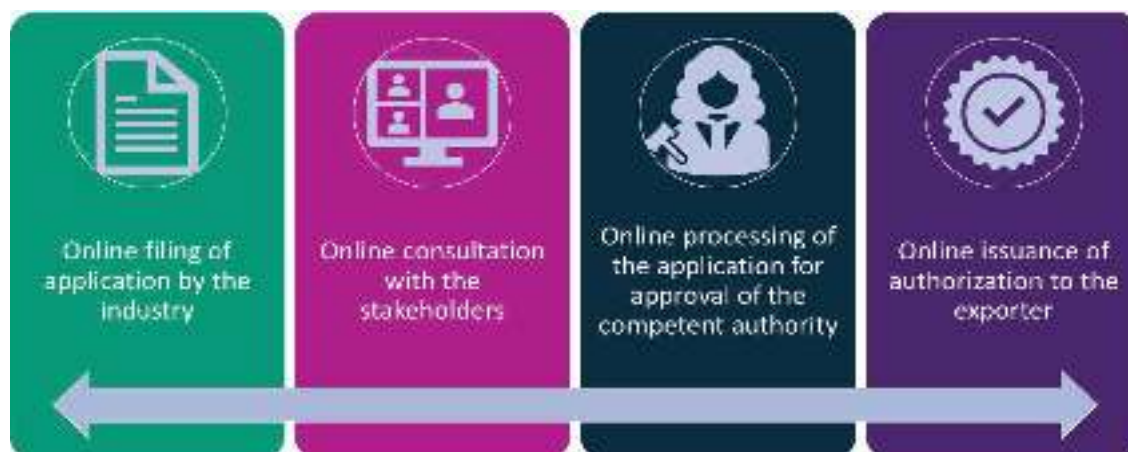 Online filing of
application by the
industry
Online consultation
with the
stakeholders
Online processing of
the application for
approval of the
competent authority
Online issuance of
authorization to the
exporter